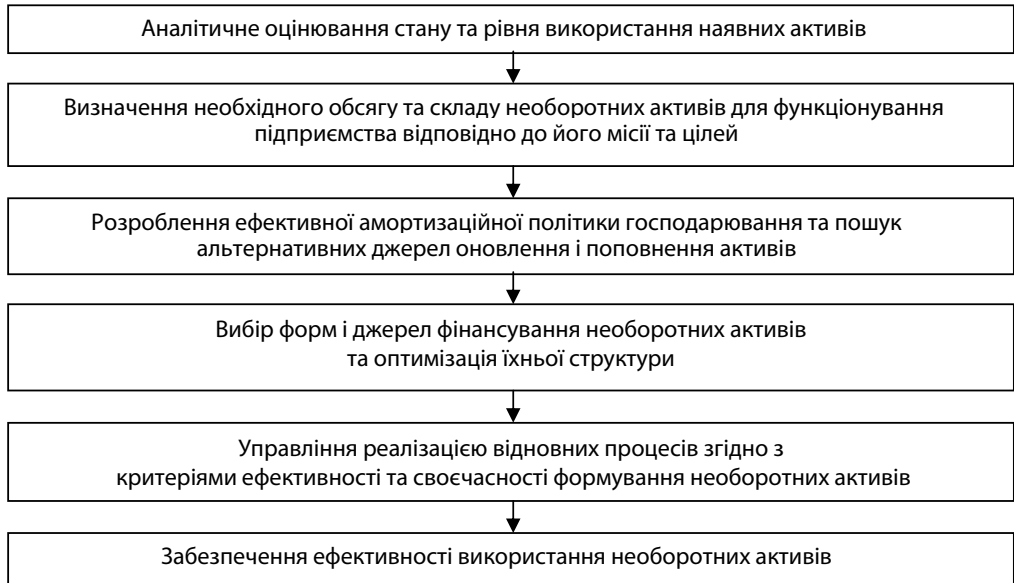 Аналітичне оцінювання стану та рівня використання наявних активів
Визначення необхідного обсягу та складу необоротних активів для функціонування
підприємства відповідно до його місії та цілей
Розроблення ефективної амортизаційної політики господарювання та пошук
альтернативних джерел оновлення і поповнення активів
Вибір форм і джерел фінансування необоротних активів
та оптимізація їхньої структури
Управління реалізацією відновних процесів згідно з
критеріями ефективності та своєчасності формування необоротних активів
Забезпечення ефективності використання необоротних активів